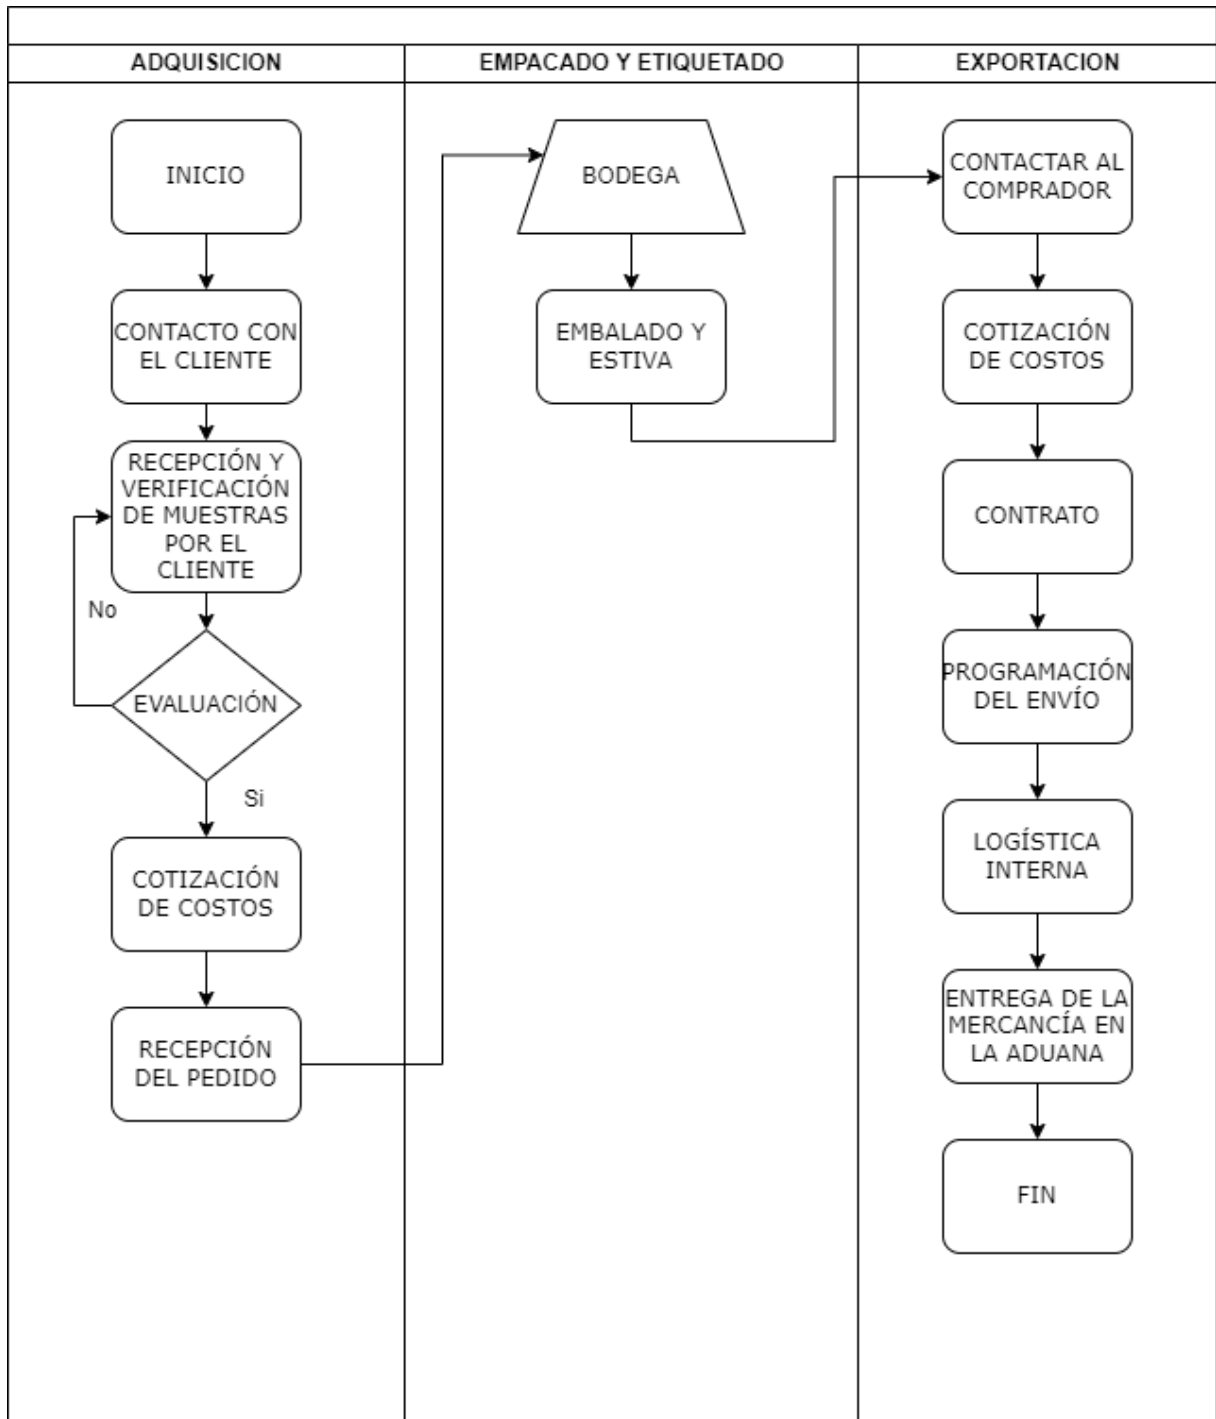 ADQUISICION
INICIO
CONTACTO CON
EL CLIENTE
RECEPCIÓN Y
VERIFICACIÓN
DE MUESTRAS
POR EL
CLIENTE
No
EVALUACIÓN
Si
COTIZACIÓN
DE COSTOS
RECEPCIÓN
DEL PEDIDO
EMPACADO Y ETIQUETADO
BODEGA
EMBALADO Y
ESTIVA
EXPORTACION
CONTACTAR AL
COMPRADOR
COTIZACIÓN
DE COSTOS
CONTRATO
PROGRAMACIÓN
DEL ENVÍO
LOGÍSTICA
INTERNA
ENTREGA DE LA
MERCANCÍA EN
LA ADUANA
FIN